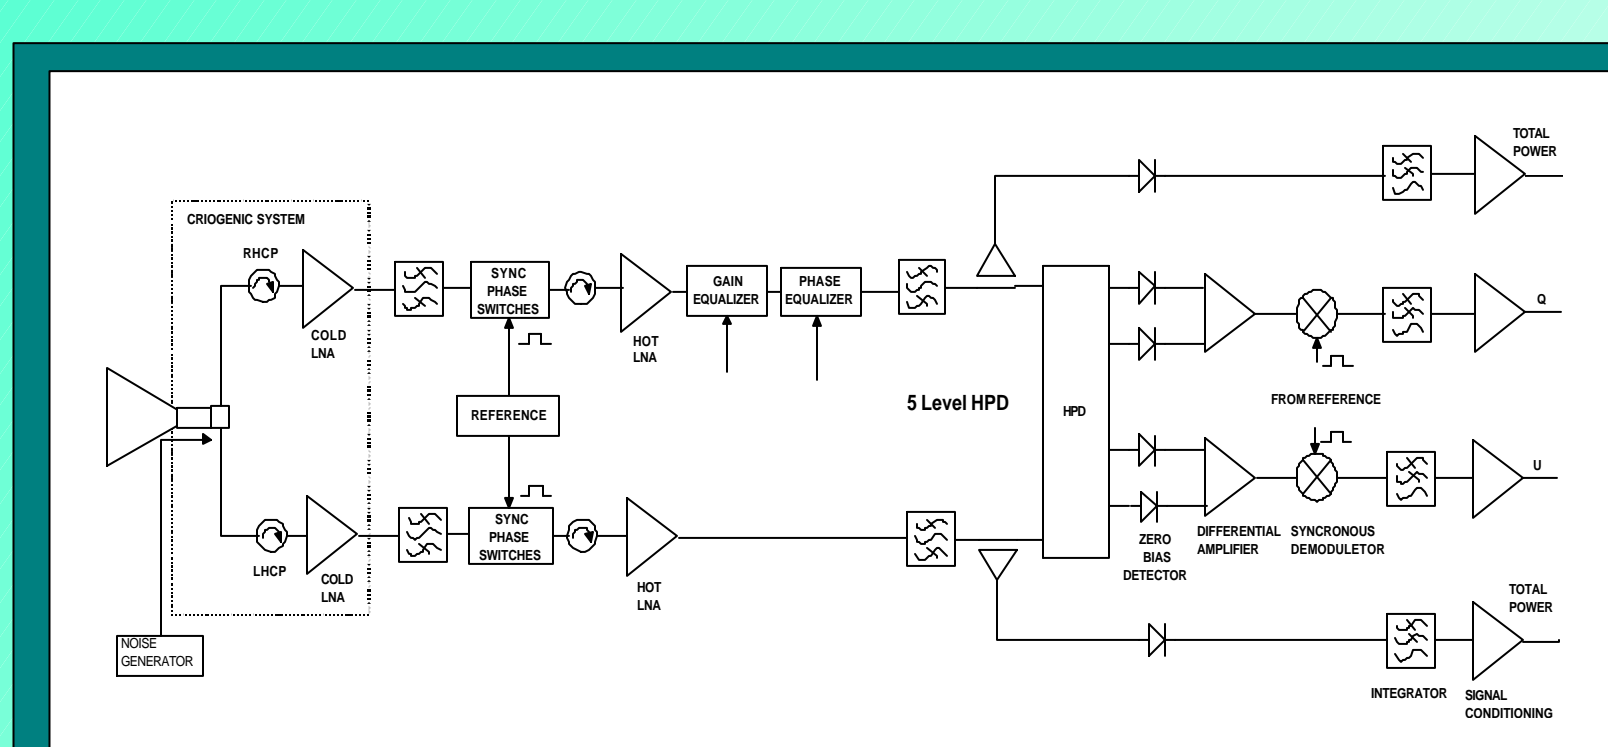 TOTAL
POWER
CRIOGENIC SYSTEM
RHCP
COLD
LNA
SYNC
PHASE
SWITCHES
HOT
LNA
GAIN
EQUALIZER
PHASE
EQUALIZER
Q
REFERENCE
5 Level HPD
HPD
FROM REFERENCE
U
LHCP
COLD
LNA
SYNC
PHASE
SWITCHES
HOT
LNA
ZERO
BIAS
DETECTOR
DIFFERENTIAL
AMPLIFIER
SYNCRONOUS
DEMODULETOR
TOTAL
POWER
NOISE
GENERATOR
INTEGRATOR
SIGNAL
CONDITIONING